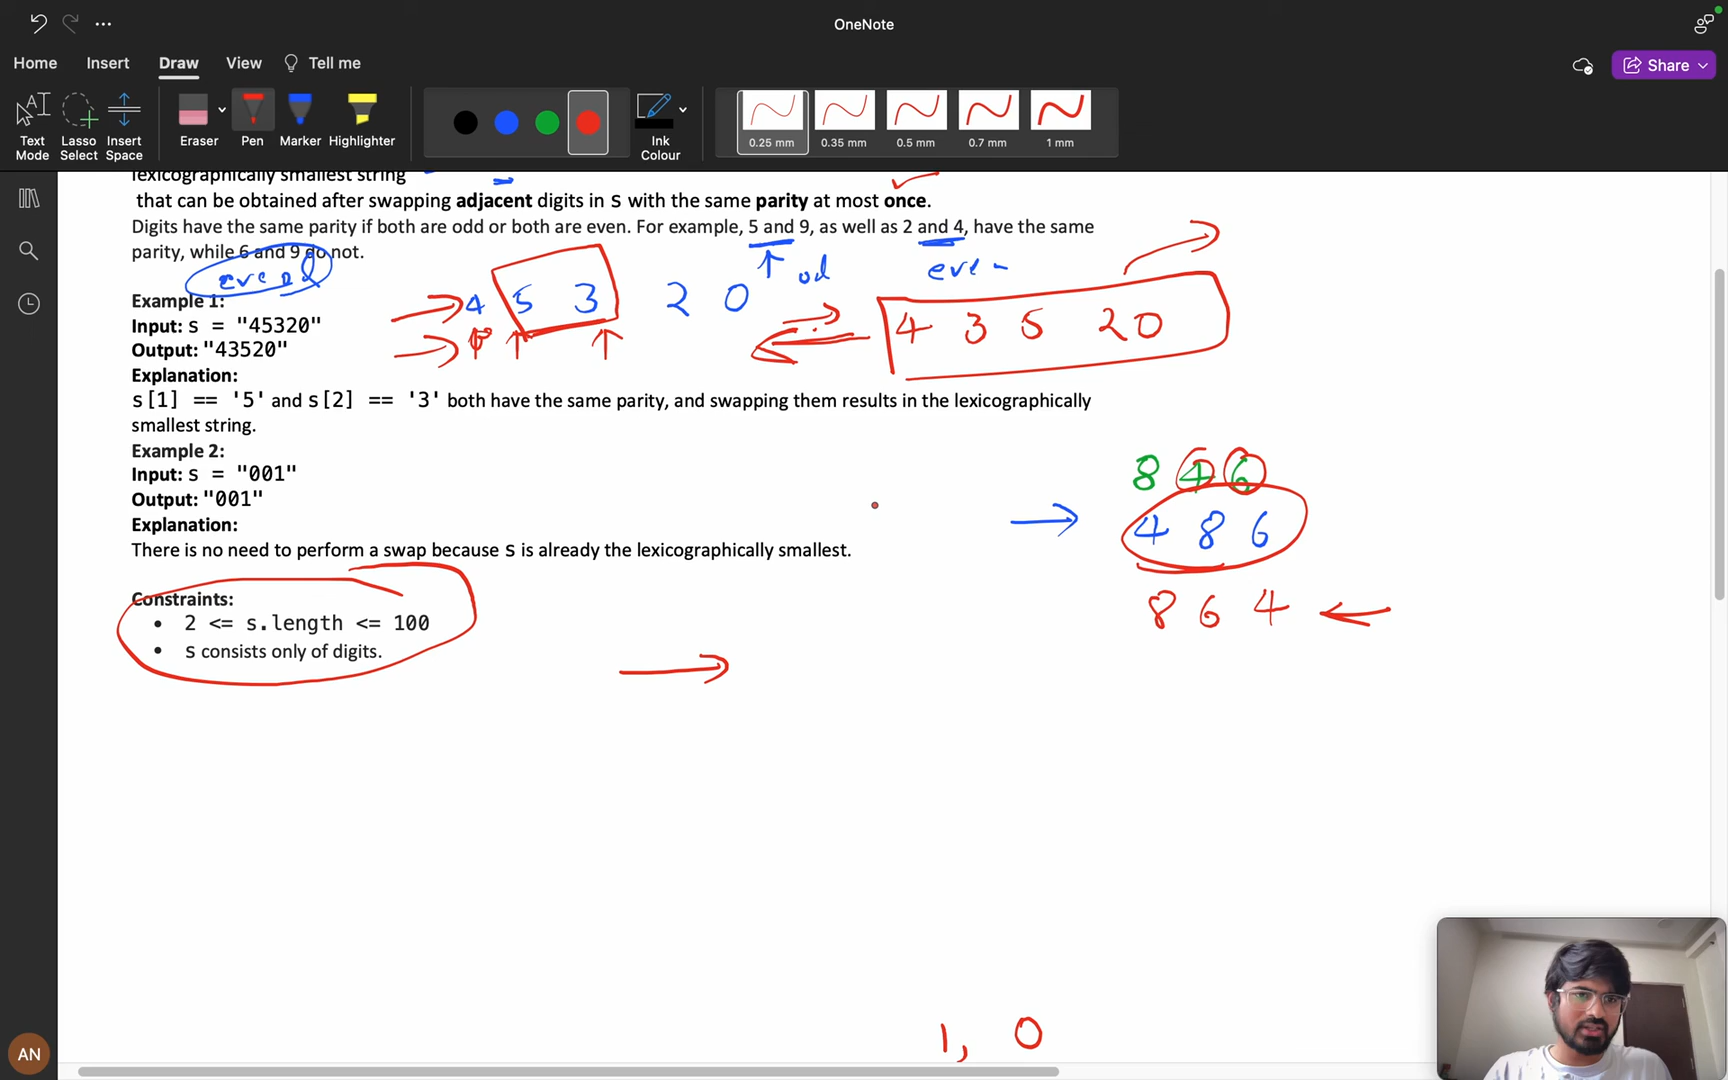 OneNote
Home Insert Draw View Tell me
Share
Text Mode
Lasso Select
Insert Space
Eraser
Pen
Marker
Highlighter
Ink Colour
0.25 mm 0.35 mm 0.5 mm 0.7 mm 1 mm
lexicographically smallest string
that can be obtained after swapping adjacent digits in s with the same parity at most once.
Digits have the same parity if both are odd or both are even. For example, 5 and 9, as well as 2 and 4, have the same
parity, while 6 and 9 do not.
od even
Example 1:
4 5 3 2 0
Input: s = "45320"
4 3 5 2 0
Output: "43520"
Explanation:
s[1] == '5' and s[2] == '3' both have the same parity, and swapping them results in the lexicographically
smallest string.
Example 2:
Input: s = "001"
8 4 6
Output: "001"
Explanation:
4 8 6
There is no need to perform a swap because s is already the lexicographically smallest.
Constraints:
8 6 4
• 2 <= s.length <= 100
• s consists only of digits.
1, 0
AN